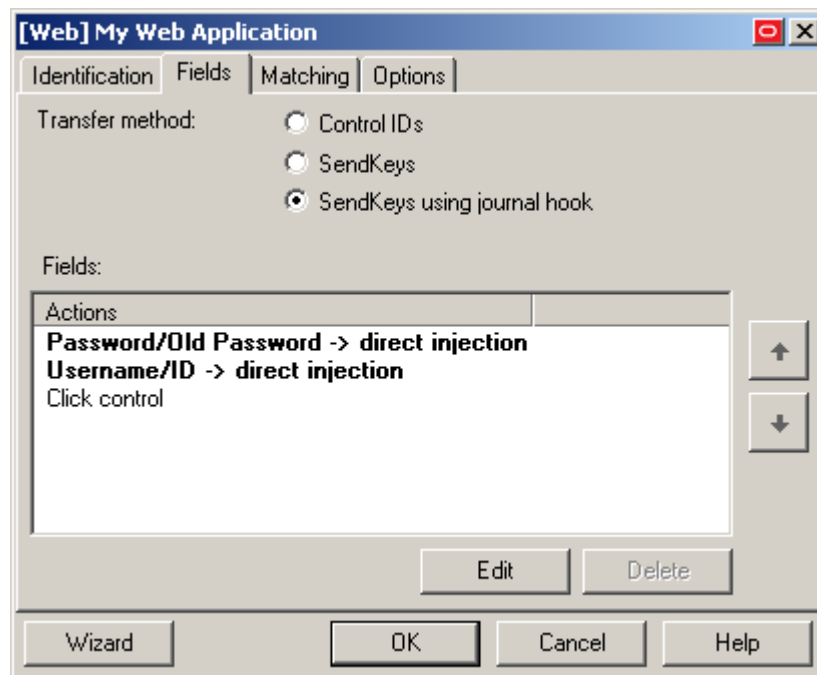 [Web] My Web Application
Identification Fields Matching Options
Transfer method: Control IDs
SendKeys
SendKeys using journal hook
Fields:
Actions
Password/Old Password -> direct injection
Username/ID -> direct injection
Click control
Edit Delete
Wizard OK Cancel Help